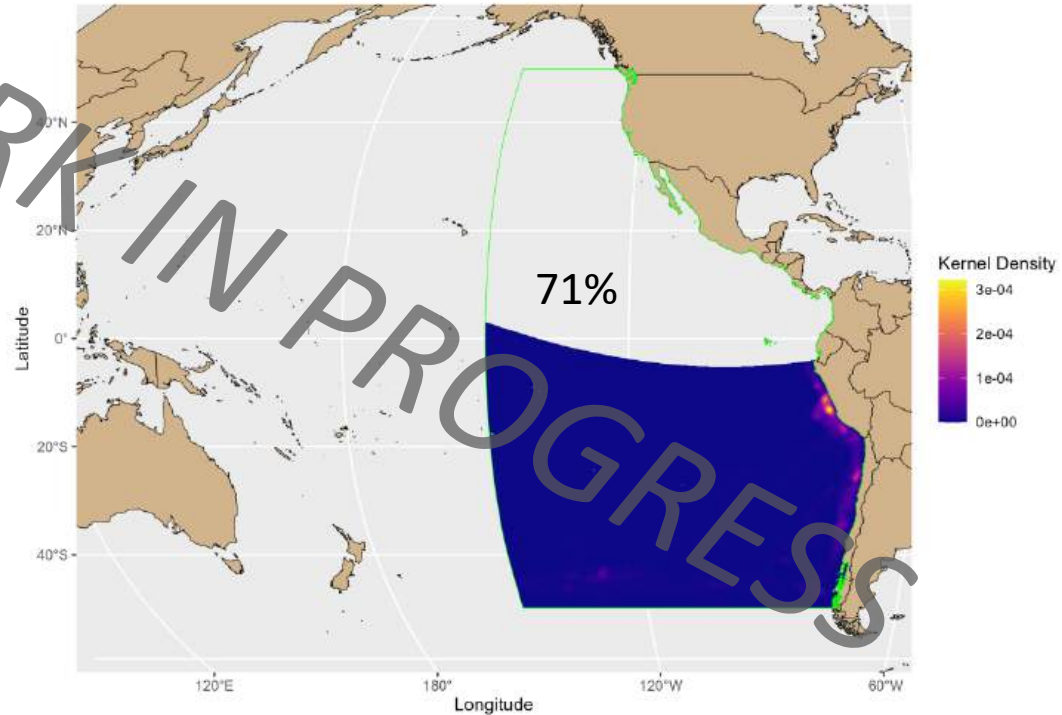 WORK IN PROGRESS
71%
Latitude
40°N
20°N
0°
20°S
40°S
120°E
180°
120°W
60°W
Longitude
Kernel Density
3e-04
2e-04
1e-04
0e+00